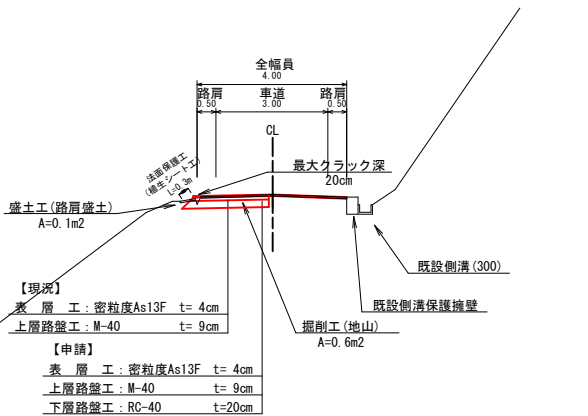 全幅員
4.00
路肩 車道 路肩
0.50 3.00 0.50
CL
法面保護工
(植生シート工)
L=0.3m
最大クラック深
20cm
盛土工(路肩盛土)
A=0.1m2
既設側溝(300)
既設側溝保護擁壁
掘削工(地山)
A=0.6m2
【現況】
表 層 工:密粒度As13F t= 4cm
上層路盤工:M-40 t= 9cm
【申請】
表 層 工:密粒度As13F t= 4cm
上層路盤工:M-40 t= 9cm
下層路盤工:RC-40 t=20cm